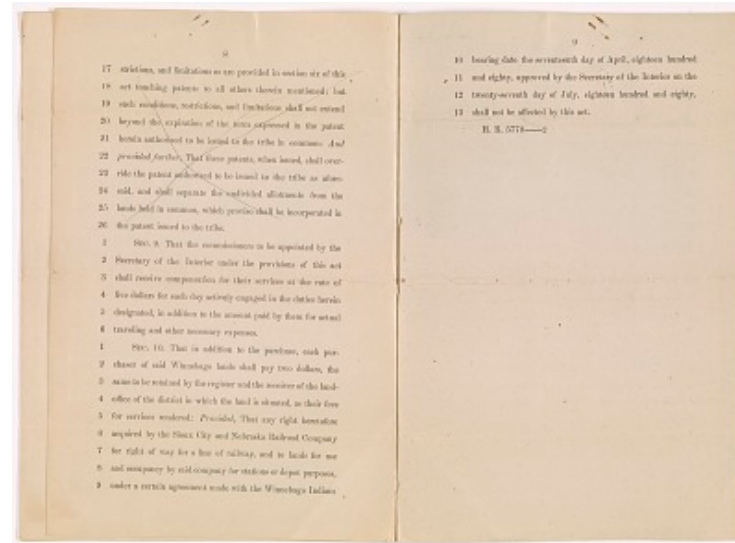 8
17 strictions, and limitations as are provided in section six of this
18 act touching patents to all others therein mentioned; but
19 such conditions, restrictions, and limitations shall not extend
20 beyond the expiration of the time expressed in the patent
21 herein authorized to be issued to the tribe in common: And
22 provided further, That these patents, when issued, shall over-
23 ride the patent authorized to be issued to the tribe as afore-
24 said, and shall separate the individual allotments from the
25 lands held in common, which proviso shall be incorporated in
26 the patent issued to the tribe.
1 SEC. 9. That the commissioners to be appointed by the
2 Secretary of the Interior under the provisions of this act
3 shall receive compensation for their services at the rate of
4 five dollars for each day actively engaged in the duties herein
5 designated, in addition to the amount paid by them for actual
6 traveling and other necessary expenses.
1 SEC. 10. That in addition to the purchase, each pur-
2 chaser of said Winnebago lands shall pay two dollars, the
3 same to be retained by the register and the receiver of the land-
4 office of the district in which the land is situated, as their fees
5 for services rendered: Provided, That any right heretofore
6 acquired by the Sioux City and Nebraska Railroad Company
7 for right of way for a line of railway, and to lands for use
8 and occupancy by said company for stations or depot purposes,
9 under a certain agreement made with the Winnebago Indians
9
10 bearing date the seventeenth day of April, eighteen hundred
11 and eighty, approved by the Secretary of the Interior on the
12 twenty-seventh day of July, eighteen hundred and eighty,
13 shall not be affected by this act.
H. R. 5778——2